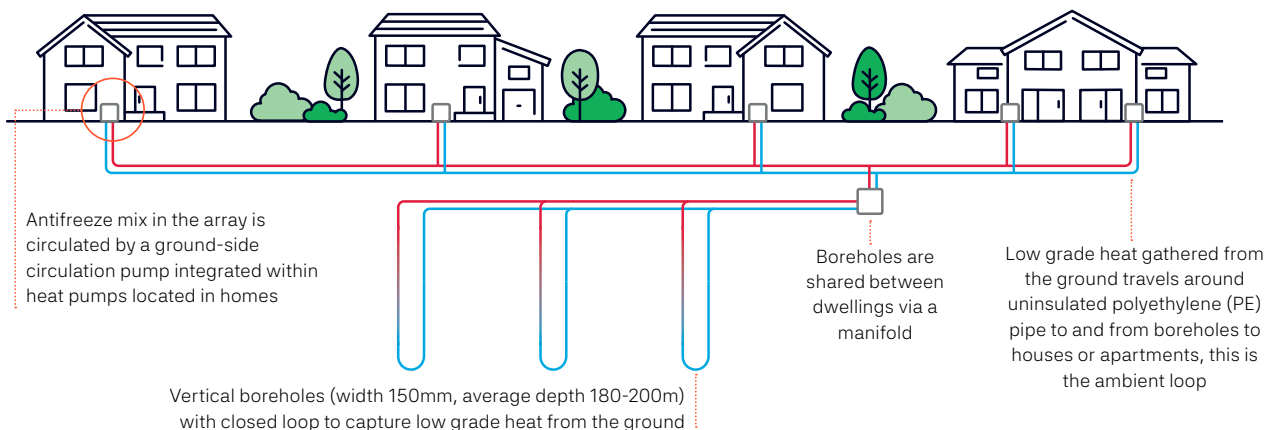 Antifreeze mix in the array is
circulated by a ground-side
circulation pump integrated within
heat pumps located in homes
Vertical boreholes (width 150mm, average depth 180-200m)
with closed loop to capture low grade heat from the ground
Boreholes are
shared between
dwellings via a
manifold
Low grade heat gathered from
the ground travels around
uninsulated polyethylene (PE)
pipe to and from boreholes to
houses or apartments, this is
the ambient loop